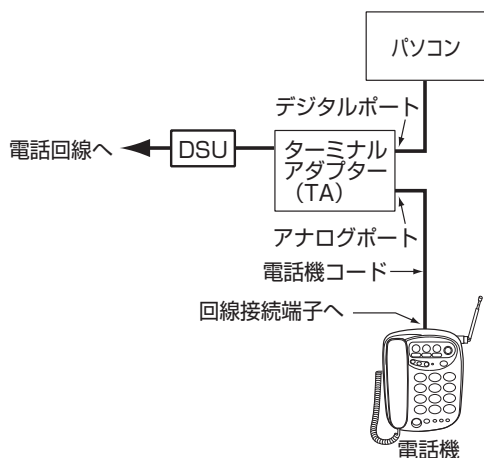 パソコン
デジタルポート
電話回線へ
DSU
ターミナル
アダプター
（TA）
アナログポート
電話機コード
回線接続端子へ
電話機